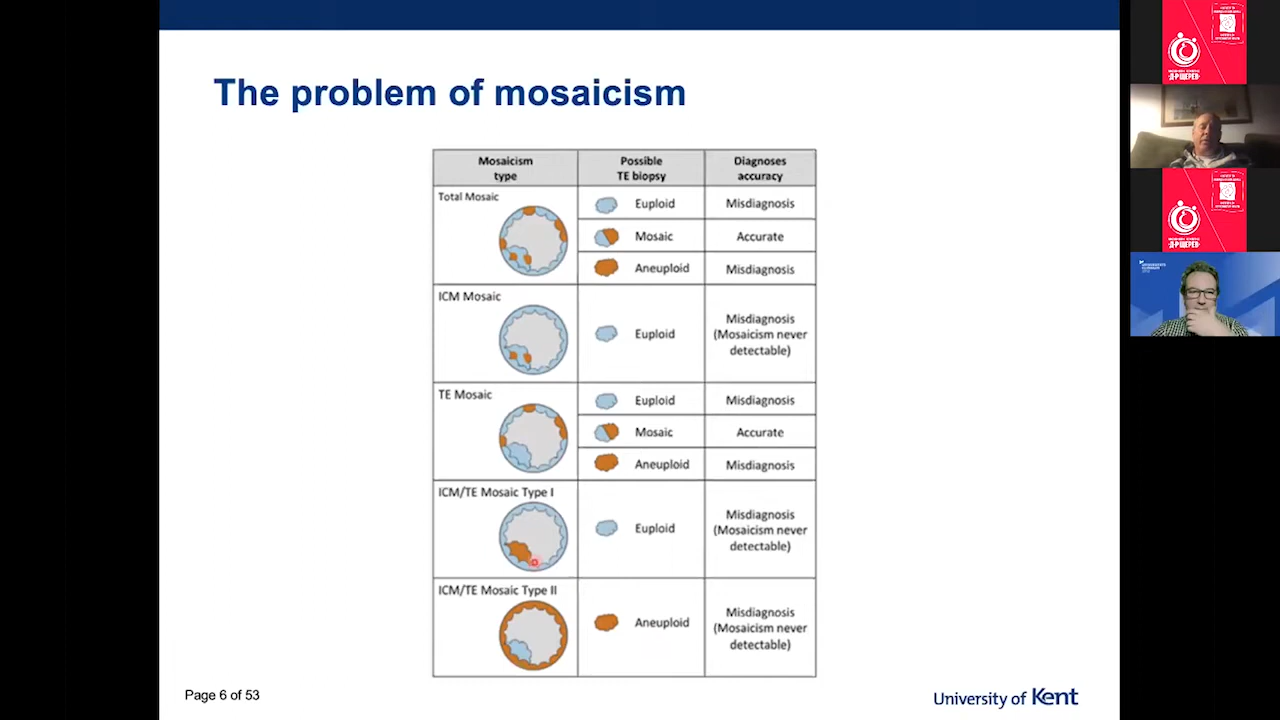 The problem of mosaicism
Mosaicism
type
Possible
TE biopsy
Diagnoses
accuracy
Total Mosaic
Euploid
Misdiagnosis
Mosaic
Accurate
Aneuploid
Misdiagnosis
ICM Mosaic
Euploid
Misdiagnosis
(Mosaicism never
detectable)
TE Mosaic
Euploid
Misdiagnosis
Mosaic
Accurate
Aneuploid
Misdiagnosis
ICM/TE Mosaic Type I
Euploid
Misdiagnosis
(Mosaicism never
detectable)
ICM/TE Mosaic Type II
Aneuploid
Misdiagnosis
(Mosaicism never
detectable)
Page 6 of 53
University of Kent
Д-Р ЩЕРЕВ
Д-Р ЩЕРЕВ